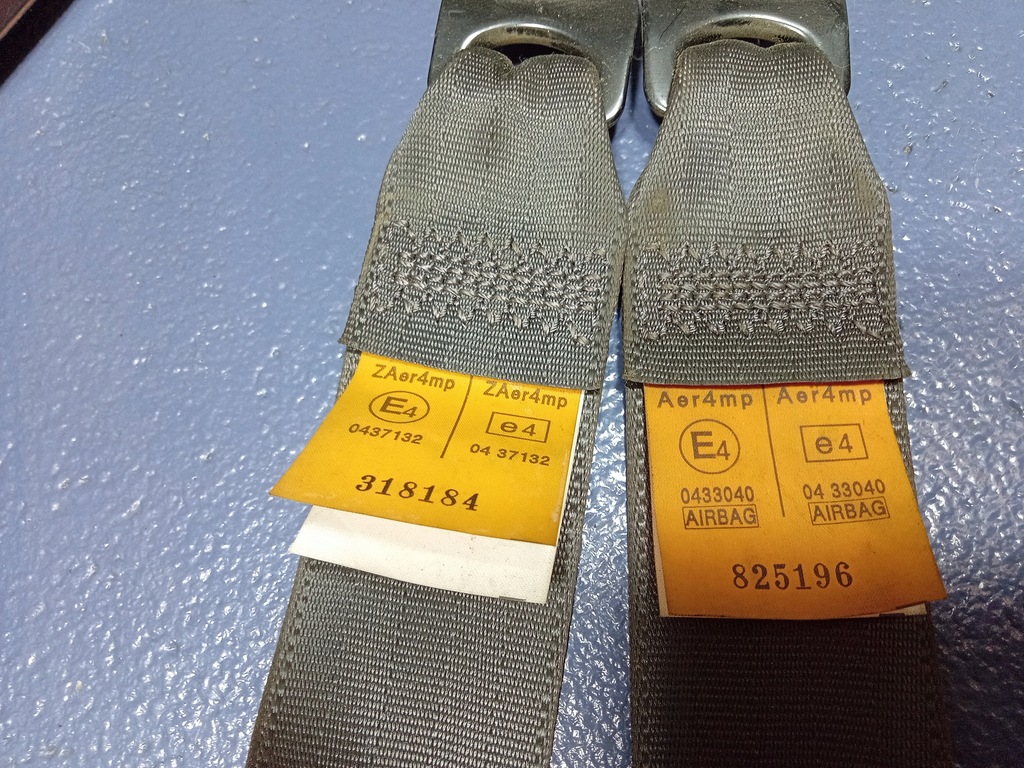 ZAer4mp ZAer4mp
E4 e4
0437132 04 37132
318184
Aer4mp Aer4mp
E4 e4
0433040 04 33040
AIRBAG AIRBAG
825196